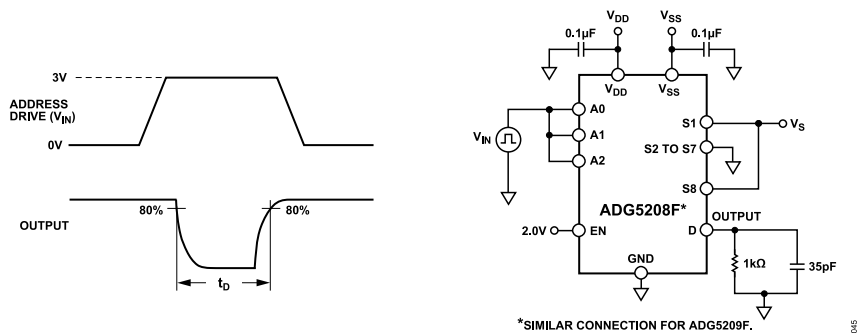 3V
ADDRESS
DRIVE (VIN)
0V
OUTPUT
80%
80%
tD
VDD
VSS
0.1µF
0.1µF
VDD
VSS
VIN
A0
A1
A2
S1
VS
S2 TO S7
S8
ADG5208F*
OUTPUT
2.0V
EN
D
GND
1kΩ
35pF
*SIMILAR CONNECTION FOR ADG5209F.
045